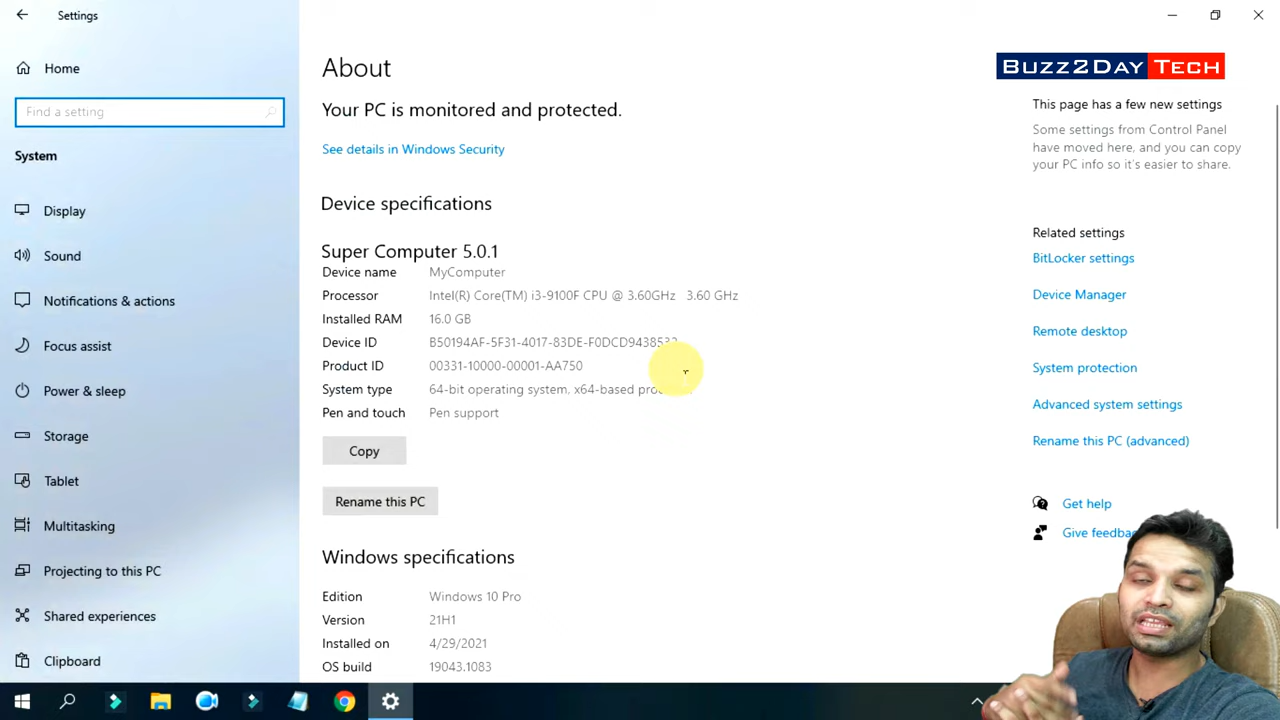 Settings
Home
Find a setting
System
Display
Sound
Notifications & actions
Focus assist
Power & sleep
Storage
Tablet
Multitasking
Projecting to this PC
Shared experiences
Clipboard
About
Your PC is monitored and protected.
See details in Windows Security
Device specifications
Super Computer 5.0.1
Device name MyComputer
Processor Intel(R) Core(TM) i3-9100F CPU @ 3.60GHz 3.60 GHz
Installed RAM 16.0 GB
Device ID B50194AF-5F31-4017-83DE-F0DCD9438532
Product ID 00331-10000-00001-AA750
System type 64-bit operating system, x64-based
Pen and touch Pen support
Copy
Rename this PC
Windows specifications
Edition Windows 10 Pro
Version 21H1
Installed on 4/29/2021
OS build 19043.1083
Buzz2Day Tech
This page has a few new settings
Some settings from Control Panel
have moved here, and you can copy
your PC info so it's easier to share.
Related settings
BitLocker settings
Device Manager
Remote desktop
System protection
Advanced system settings
Rename this PC (advanced)
Get help
Give